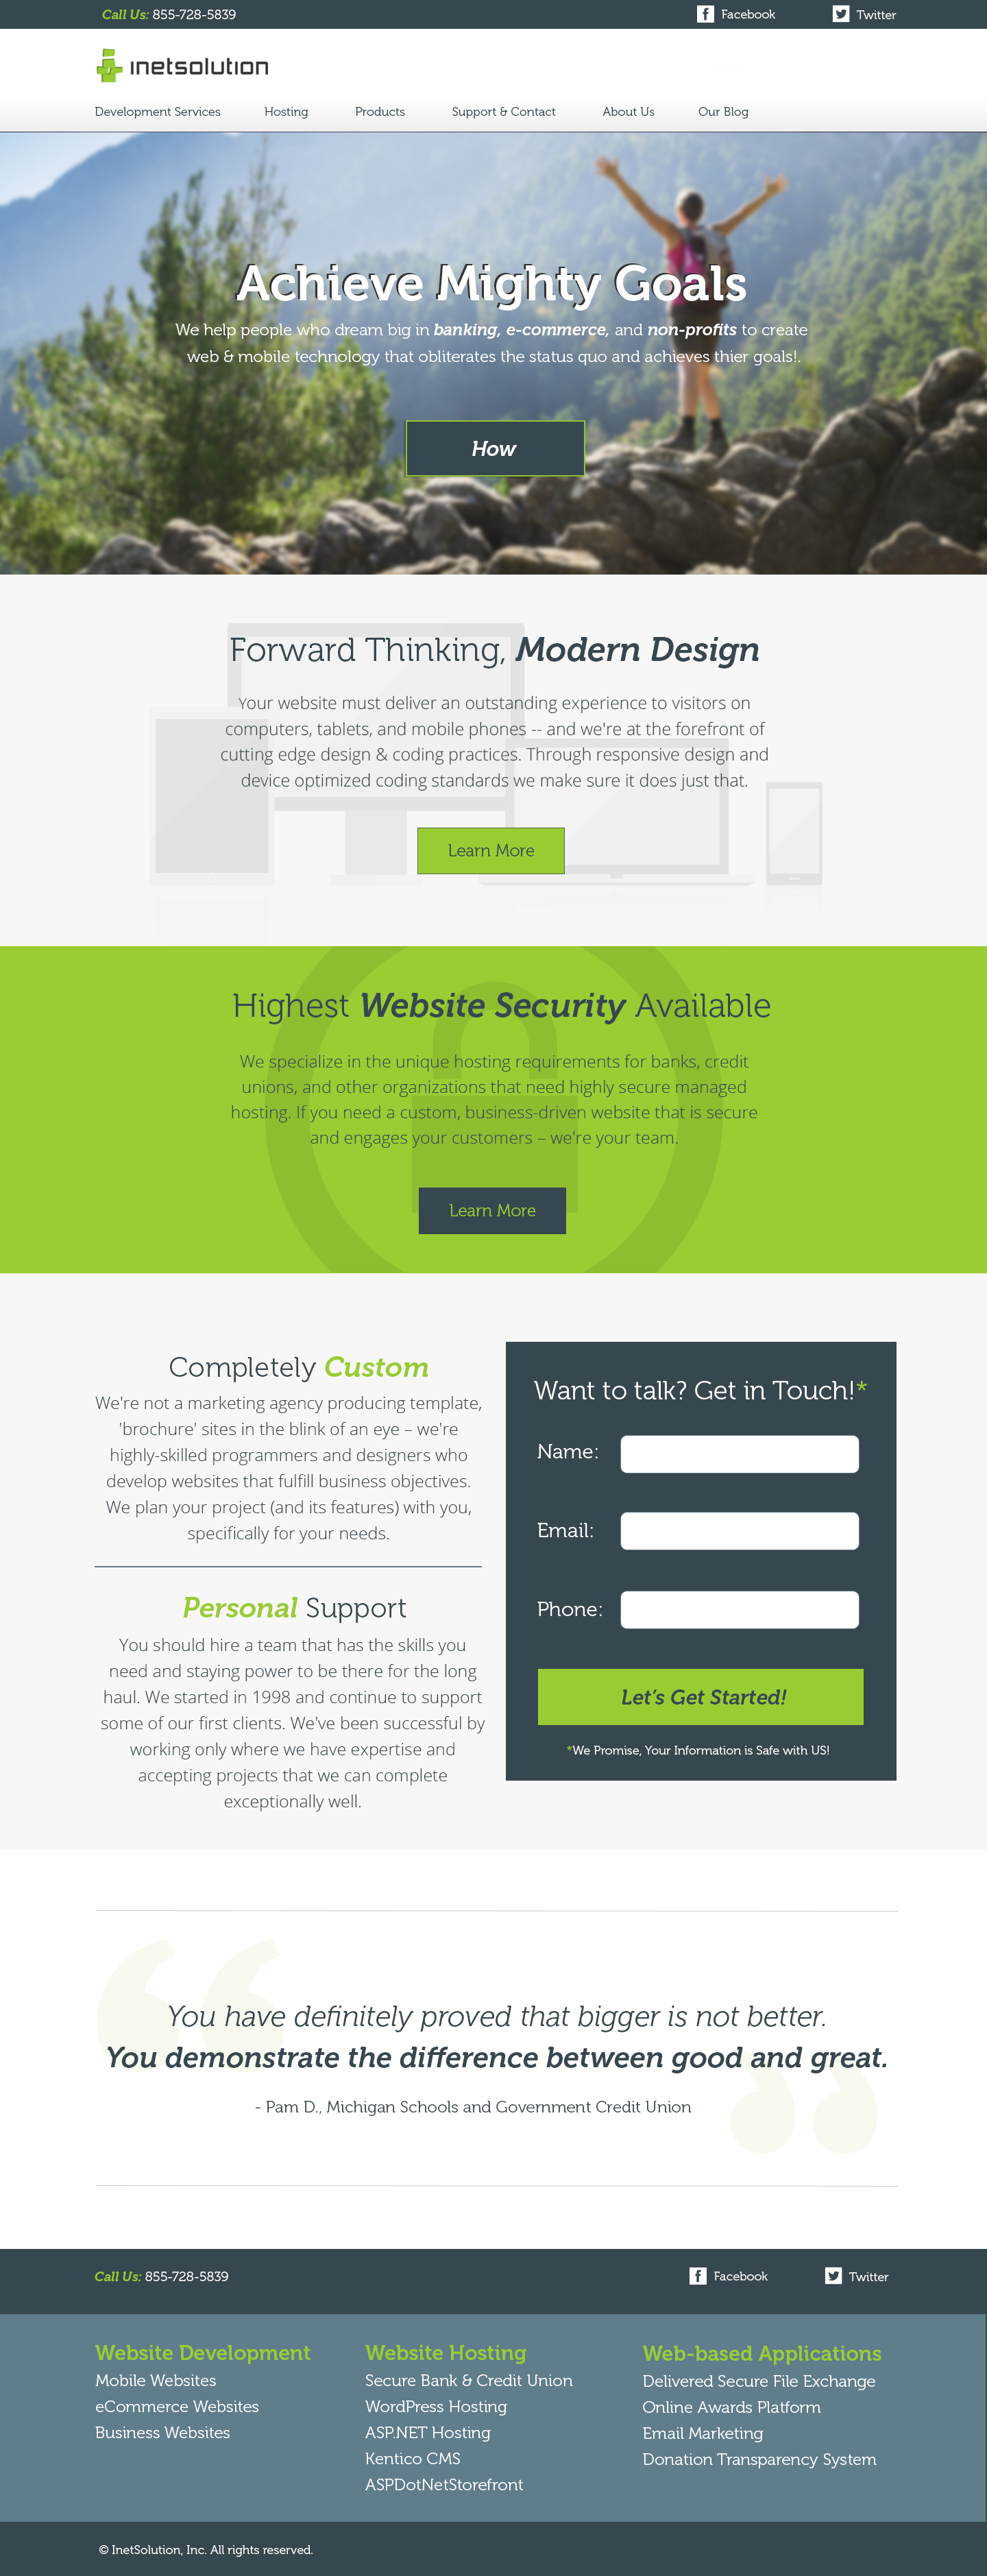 Call Us: 855-728-5839
Facebook
Twitter
inetsolution
Development Services
Hosting
Products
Support & Contact
About Us
Our Blog
Achieve Mighty Goals
We help people who dream big in banking, e-commerce, and non-profits to create
web & mobile technology that obliterates the status quo and achieves thier goals!.
How
Forward Thinking, Modern Design
Your website must deliver an outstanding experience to visitors on
computers, tablets, and mobile phones -- and we're at the forefront of
cutting edge design & coding practices. Through responsive design and
device optimized coding standards we make sure it does just that.
Learn More
Highest Website Security Available
We specialize in the unique hosting requirements for banks, credit
unions, and other organizations that need highly secure managed
hosting. If you need a custom, business-driven website that is secure
and engages your customers – we're your team.
Learn More
Completely Custom
We're not a marketing agency producing template,
'brochure' sites in the blink of an eye – we're
highly-skilled programmers and designers who
develop websites that fulfill business objectives.
We plan your project (and its features) with you,
specifically for your needs.
Personal Support
You should hire a team that has the skills you
need and staying power to be there for the long
haul. We started in 1998 and continue to support
some of our first clients. We've been successful by
working only where we have expertise and
accepting projects that we can complete
exceptionally well.
Want to talk? Get in Touch!*
Name:
Email:
Phone:
Let's Get Started!
*We Promise, Your Information is Safe with US!
You have definitely proved that bigger is not better.
You demonstrate the difference between good and great.
- Pam D., Michigan Schools and Government Credit Union
Call Us: 855-728-5839
Facebook
Twitter
Website Development
Mobile Websites
eCommerce Websites
Business Websites
Website Hosting
Secure Bank & Credit Union
WordPress Hosting
ASP.NET Hosting
Kentico CMS
ASPDotNetStorefront
Web-based Applications
Delivered Secure File Exchange
Online Awards Platform
Email Marketing
Donation Transparency System
© InetSolution, Inc. All rights reserved.